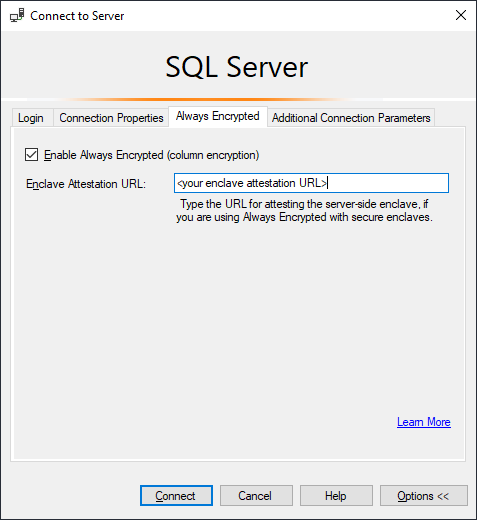 Connect to Server
SQL Server
Login Connection Properties Always Encrypted Additional Connection Parameters
Enable Always Encrypted (column encryption)
Enclave Attestation URL: <your enclave attestation URL>
Type the URL for attesting the server-side enclave, if
you are using Always Encrypted with secure enclaves.
Learn More
Connect Cancel Help Options <<